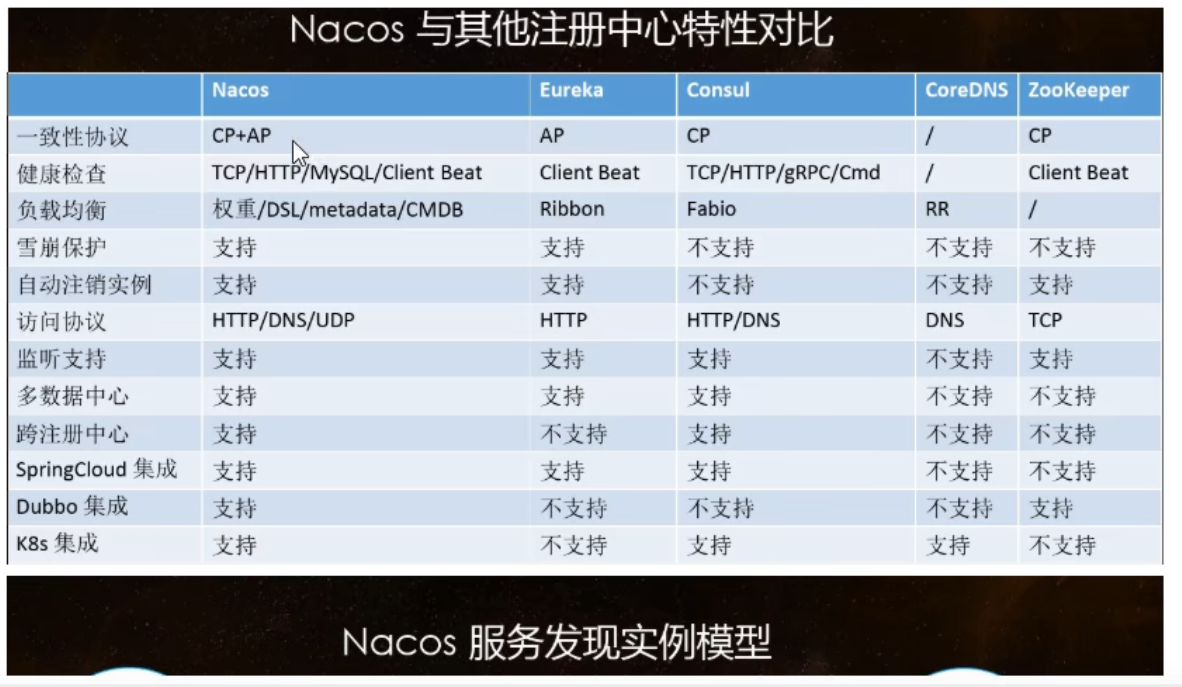 Nacos 与其他注册中心特性对比
Nacos Eureka Consul CoreDNS ZooKeeper
一致性协议 CP+AP AP CP / CP
健康检查 TCP/HTTP/MySQL/Client Beat Client Beat TCP/HTTP/gRPC/Cmd / Client Beat
负载均衡 权重/DSL/metadata/CMDB Ribbon Fabio RR /
雪崩保护 支持 支持 不支持 不支持 不支持
自动注销实例 支持 支持 不支持 不支持 支持
访问协议 HTTP/DNS/UDP HTTP HTTP/DNS DNS TCP
监听支持 支持 支持 支持 不支持 支持
多数据中心 支持 支持 支持 不支持 不支持
跨注册中心 支持 不支持 支持 不支持 不支持
SpringCloud 集成 支持 支持 支持 不支持 不支持
Dubbo 集成 支持 不支持 不支持 不支持 支持
K8s 集成 支持 不支持 支持 支持 不支持
Nacos 服务发现实例模型